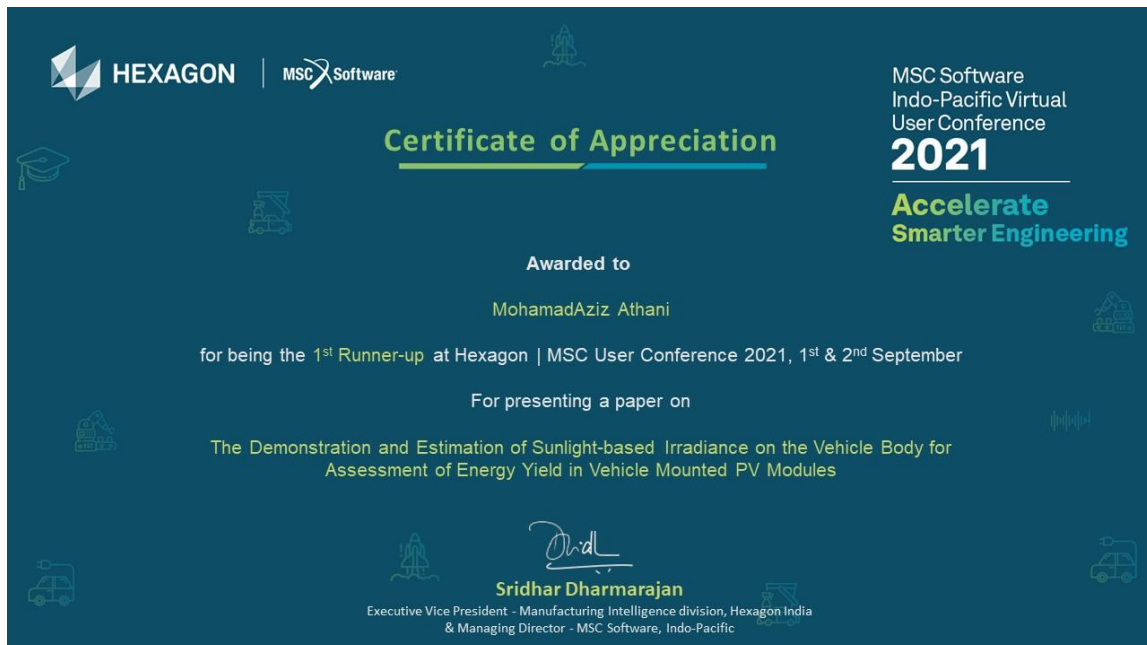 HEXAGON | MSC Software
MSC Software
Indo-Pacific Virtual
User Conference
2021
Accelerate
Smarter Engineering
Certificate of Appreciation
Awarded to
MohamadAziz Athani
for being the 1st Runner-up at Hexagon | MSC User Conference 2021, 1st & 2nd September
For presenting a paper on
The Demonstration and Estimation of Sunlight-based Irradiance on the Vehicle Body for
Assessment of Energy Yield in Vehicle Mounted PV Modules
Sridhar Dharmarajan
Executive Vice President - Manufacturing Intelligence division, Hexagon India
& Managing Director - MSC Software, Indo-Pacific